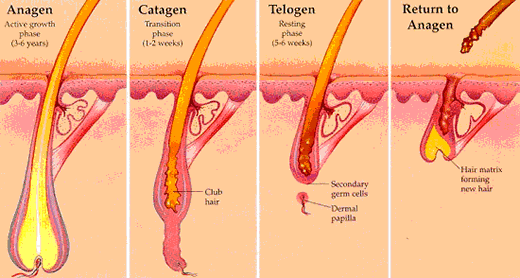 Anagen
Active growth
phase
(3-6 years)
Catagen
Transition
phase
(1-2 weeks)
Club
hair
Telogen
Resting
phase
(5-6 weeks)
Secondary
germ cells
Dermal
papilla
Return to
Anagen
Hair matrix
forming
new hair